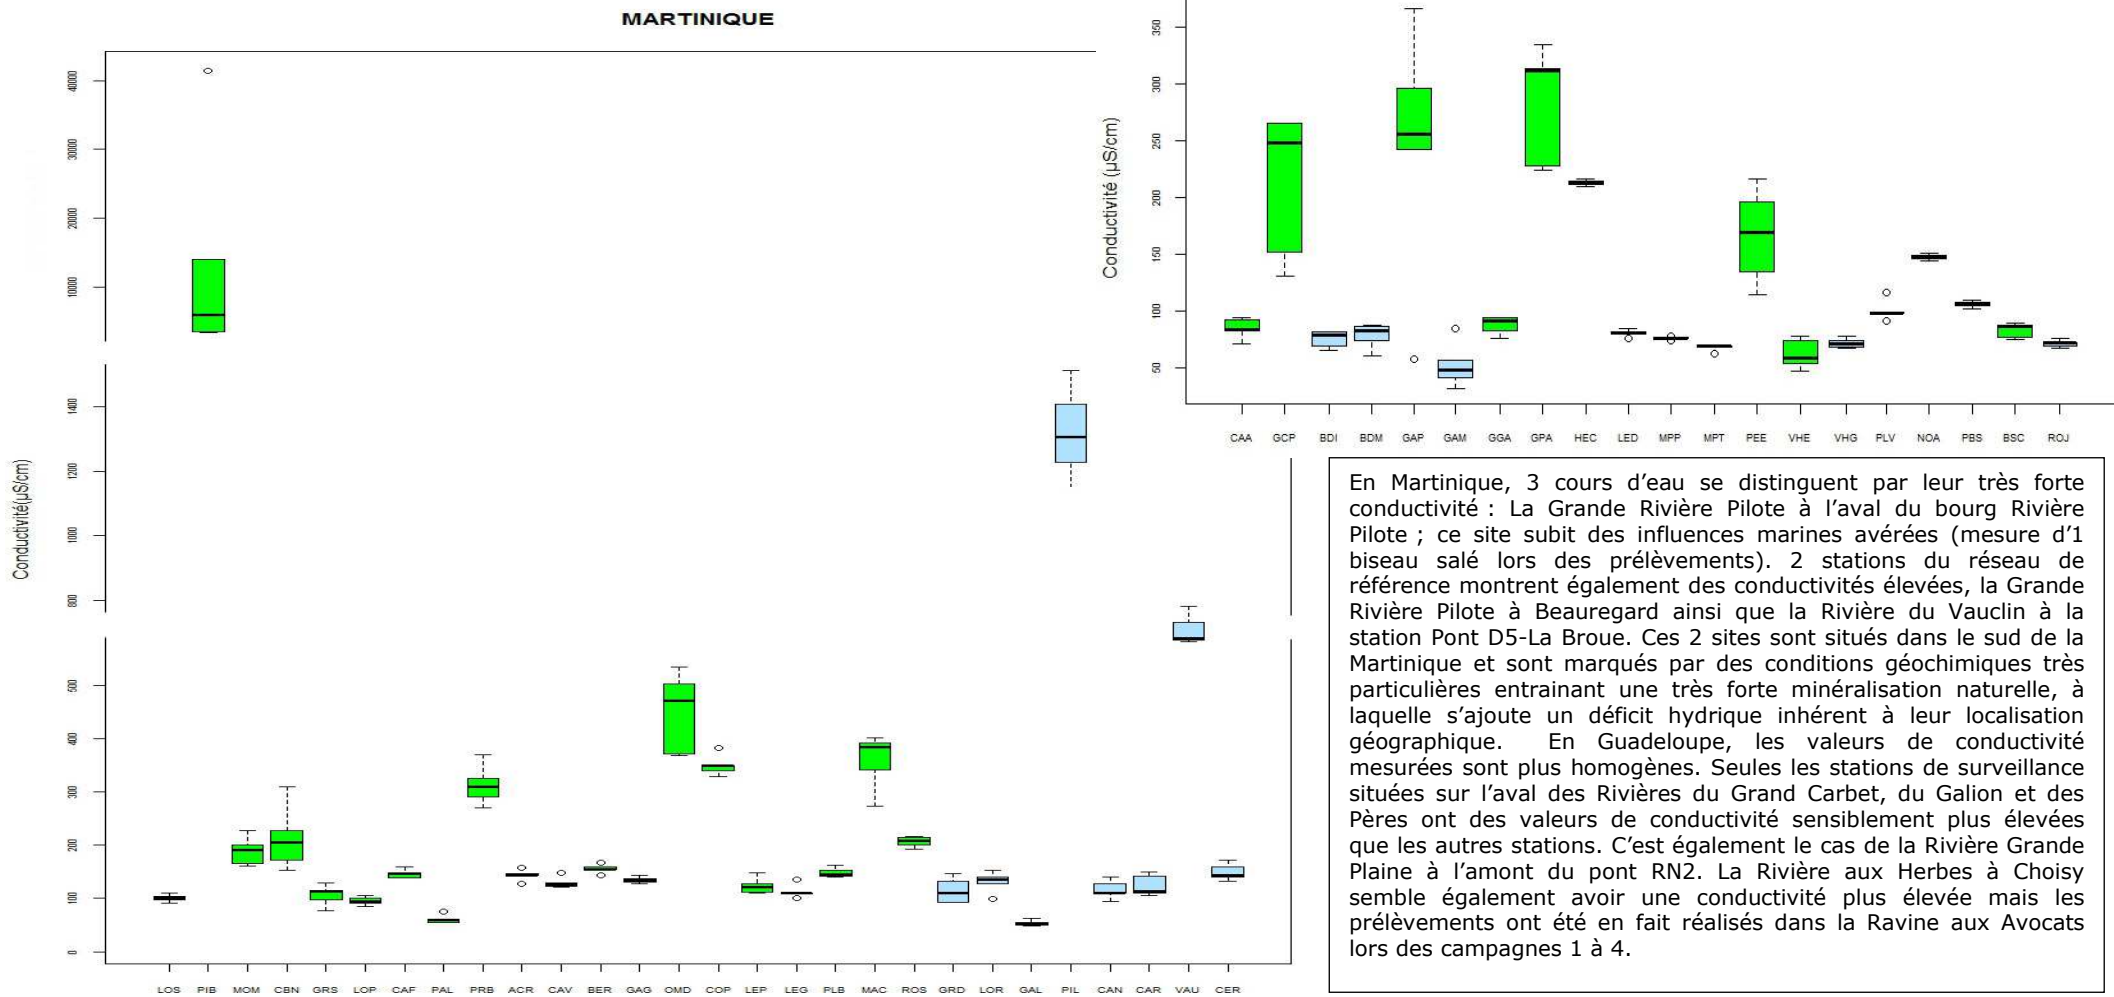 MARTINIQUE
Conductivité(µS/cm)
40000
30000
20000
10000
1400
1200
1000
800
500
400
300
200
100
0
LOS PIB MOM CBN GRS LOP CAF PAL PRB ACR CAV BER GAG OMD COP LEP LEG PLB MAC ROS GRD LOR GAL PIL CAN CAR VAU CER
Conductivité (µS/cm)
350
300
250
200
150
100
50
CAA GCP BDI BDM GAP GAM GGA GPA HEC LED MPP MPT PEE VHE VHG PLV NOA PBS BSC ROJ
En Martinique, 3 cours d'eau se distinguent par leur très forte
conductivité : La Grande Rivière Pilote à l'aval du bourg Rivière
Pilote ; ce site subit des influences marines avérées (mesure d'1
biseau salé lors des prélèvements). 2 stations du réseau de
référence montrent également des conductivités élevées, la Grande
Rivière Pilote à Beauregard ainsi que la Rivière du Vauclin à la
station Pont D5-La Broue. Ces 2 sites sont situés dans le sud de la
Martinique et sont marqués par des conditions géochimiques très
particulières entrainant une très forte minéralisation naturelle, à
laquelle s'ajoute un déficit hydrique inhérent à leur localisation
géographique. En Guadeloupe, les valeurs de conductivité
mesurées sont plus homogènes. Seules les stations de surveillance
situées sur l'aval des Rivières du Grand Carbet, du Galion et des
Pères ont des valeurs de conductivité sensiblement plus élevées
que les autres stations. C'est également le cas de la Rivière Grande
Plaine à l'amont du pont RN2. La Rivière aux Herbes à Choisy
semble également avoir une conductivité plus élevée mais les
prélèvements ont été en fait réalisés dans la Ravine aux Avocats
lors des campagnes 1 à 4.